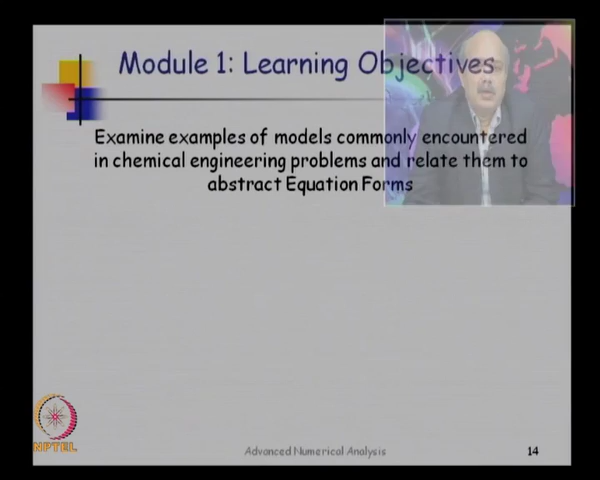 Module 1: Learning Objectives
Examine examples of models commonly encountered
in chemical engineering problems and relate them to
abstract Equation Forms
NPTEL
Advanced Numerical Analysis
14